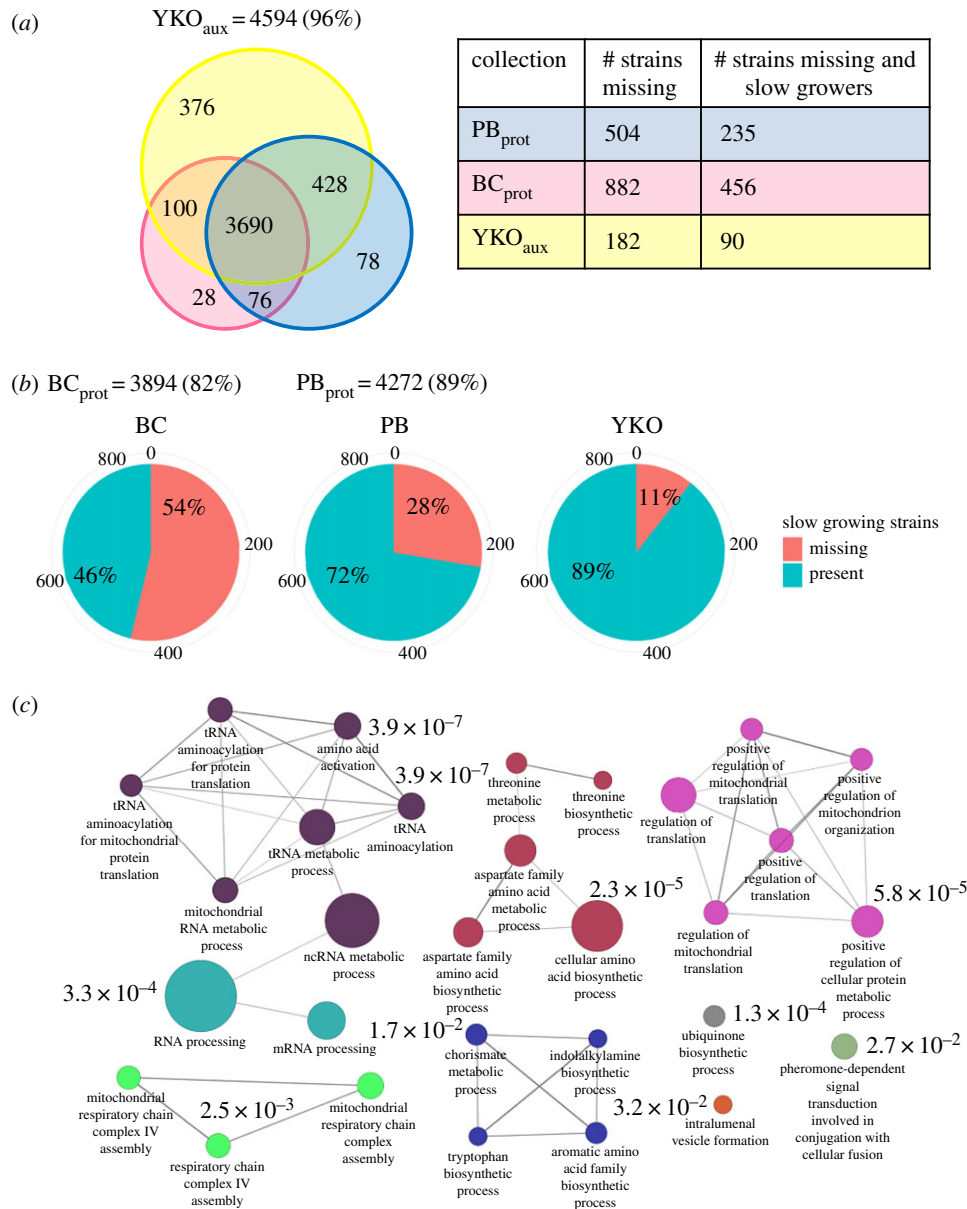 (a)
YKOaux = 4594 (96%)
376
100
428
3690
78
28
76
collection
# strains
missing
# strains missing and
slow growers
PBprot
504
235
BCprot
882
456
YKOaux
182
90
(b) BCprot = 3894 (82%)
PBprot = 4272 (89%)
BC
0
800
54%
200
46%
600
400
PB
0
800
28%
200
72%
600
400
YKO
0
800
11%
200
89%
600
400
slow growing strains
missing
present
(c)
tRNA
aminoacylation
for protein
translation
amino acid
activation
3.9 × 10⁻⁷
3.9 × 10⁻⁷
tRNA
aminoacylation
for mitochondrial
protein
translation
tRNA metabolic
process
tRNA
aminoacylation
mitochondrial
RNA metabolic
process
ncRNA metabolic
process
3.3 × 10⁻⁴
RNA processing
mRNA processing
1.7 × 10⁻²
mitochondrial
respiratory chain
complex IV
assembly
2.5 × 10⁻³
mitochondrial
respiratory chain
complex
assembly
respiratory chain
complex IV
assembly
threonine
metabolic
process
threonine
biosynthetic
process
aspartate family
amino acid
metabolic
process
2.3 × 10⁻⁵
aspartate family
amino acid
biosynthetic
process
cellular amino
acid biosynthetic
process
chorismate
metabolic
process
indolalkylamine
biosynthetic
process
3.2 × 10⁻²
tryptophan
biosynthetic
process
aromatic amino
acid family
biosynthetic
process
positive
regulation of
mitochondrial
translation
positive
regulation of
mitochondrion
organization
regulation of
translation
positive
regulation of
translation
5.8 × 10⁻⁵
regulation of
mitochondrial
translation
positive
regulation of
cellular protein
metabolic
process
1.3 × 10⁻⁴
ubiquinone
biosynthetic
process
2.7 × 10⁻²
pheromone-dependent
signal
transduction
involved in
conjugation with
cellular fusion
intralumenal
vesicle formation